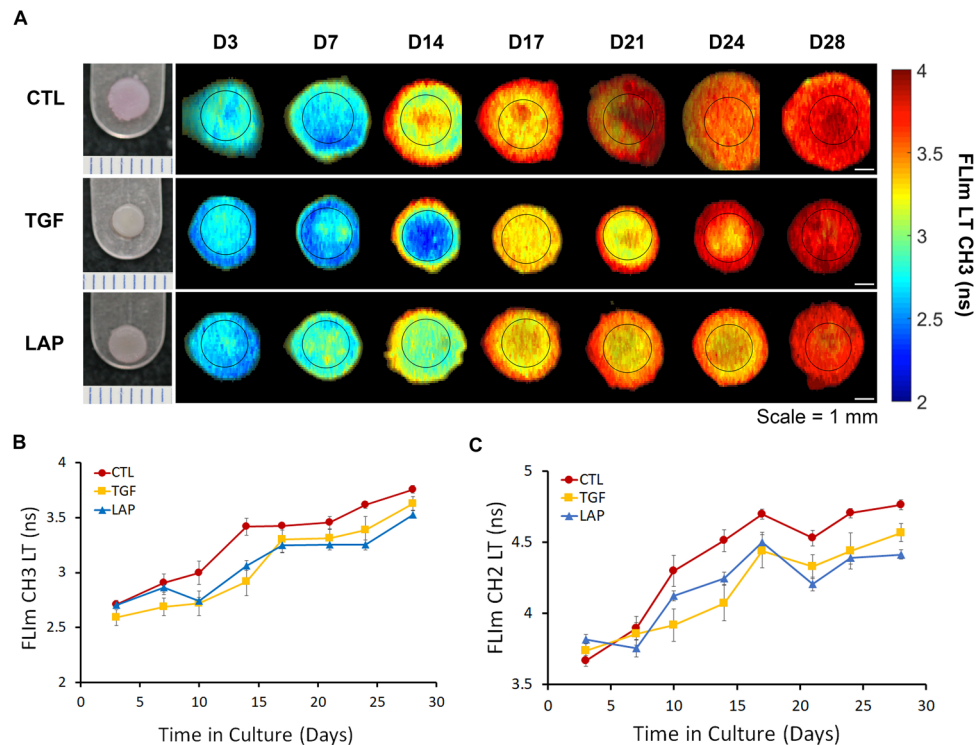 A
D3 D7 D14 D17 D21 D24 D28
CTL
TGF
LAP
4
3.5
3
2.5
2
FLIm LT CH3 (ns)
Scale = 1 mm
B
CTL
TGF
LAP
4
3.5
3
2.5
2
FLIm CH3 LT (ns)
0 5 10 15 20 25 30
Time in Culture (Days)
C
CTL
TGF
LAP
5
4.5
4
3.5
FLIm CH2 LT (ns)
0 5 10 15 20 25 30
Time in Culture (Days)